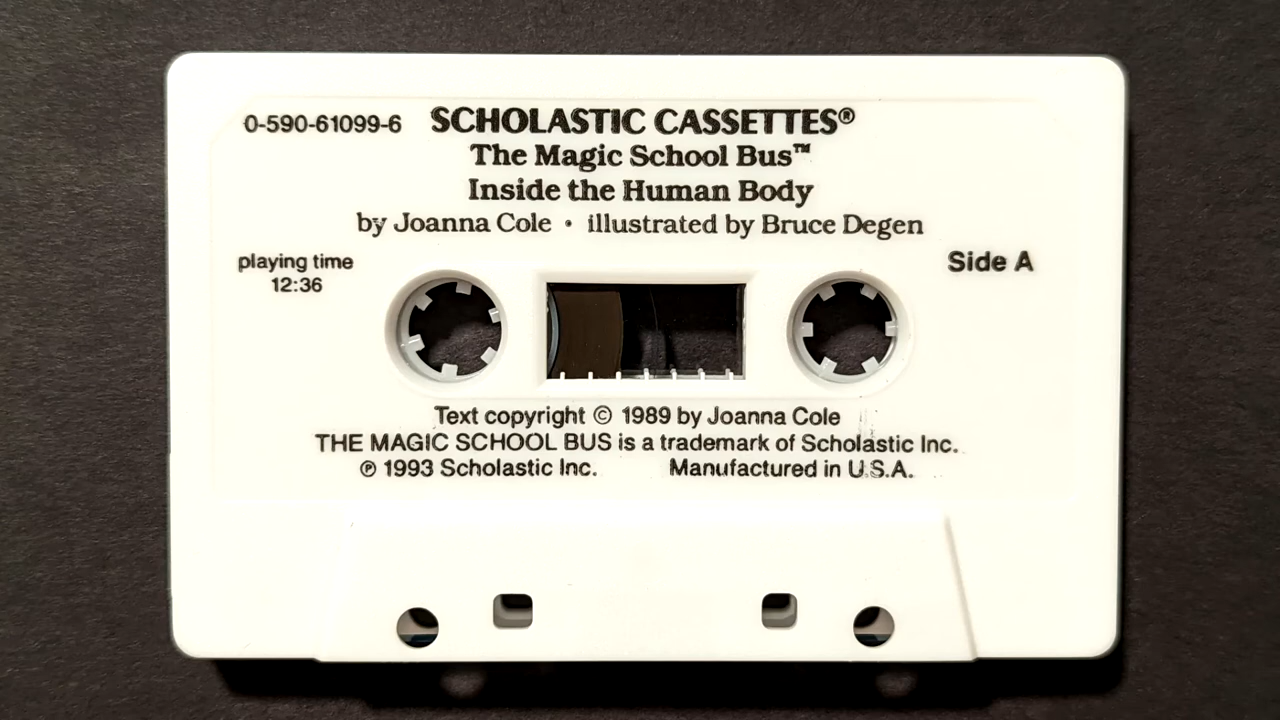 0-590-61099-6 SCHOLASTIC CASSETTES®
The Magic School Bus™
Inside the Human Body
by Joanna Cole • illustrated by Bruce Degen
playing time
12:36
Side A
Text copyright © 1989 by Joanna Cole
THE MAGIC SCHOOL BUS is a trademark of Scholastic Inc.
℗ 1993 Scholastic Inc. Manufactured in U.S.A.